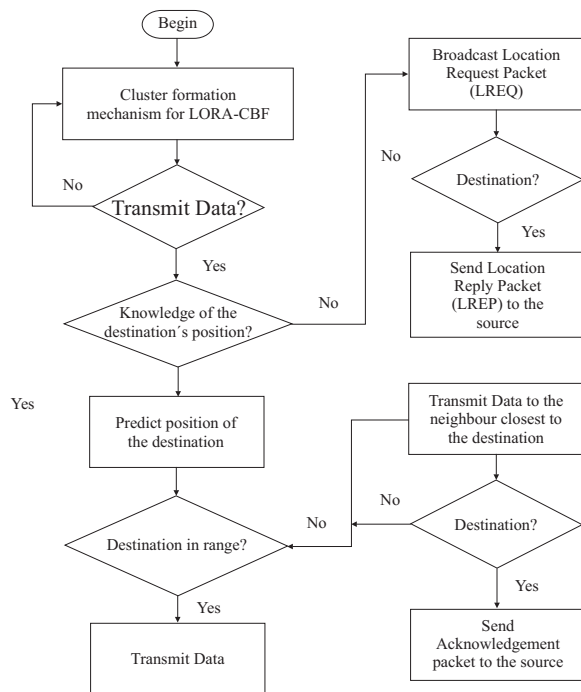 Begin
Cluster formation
mechanism for LORA-CBF
No
Transmit Data?
Yes
Knowledge of the
destination´s position?
No
Yes
Predict position of
the destination
Destination in range?
No
Yes
Transmit Data
Broadcast Location
Request Packet
(LREQ)
No
Destination?
Yes
Send Location
Reply Packet
(LREP) to the
source
Transmit Data to the
neighbour closest to
the destination
No
Destination?
Yes
Send
Acknowledgement
packet to the source